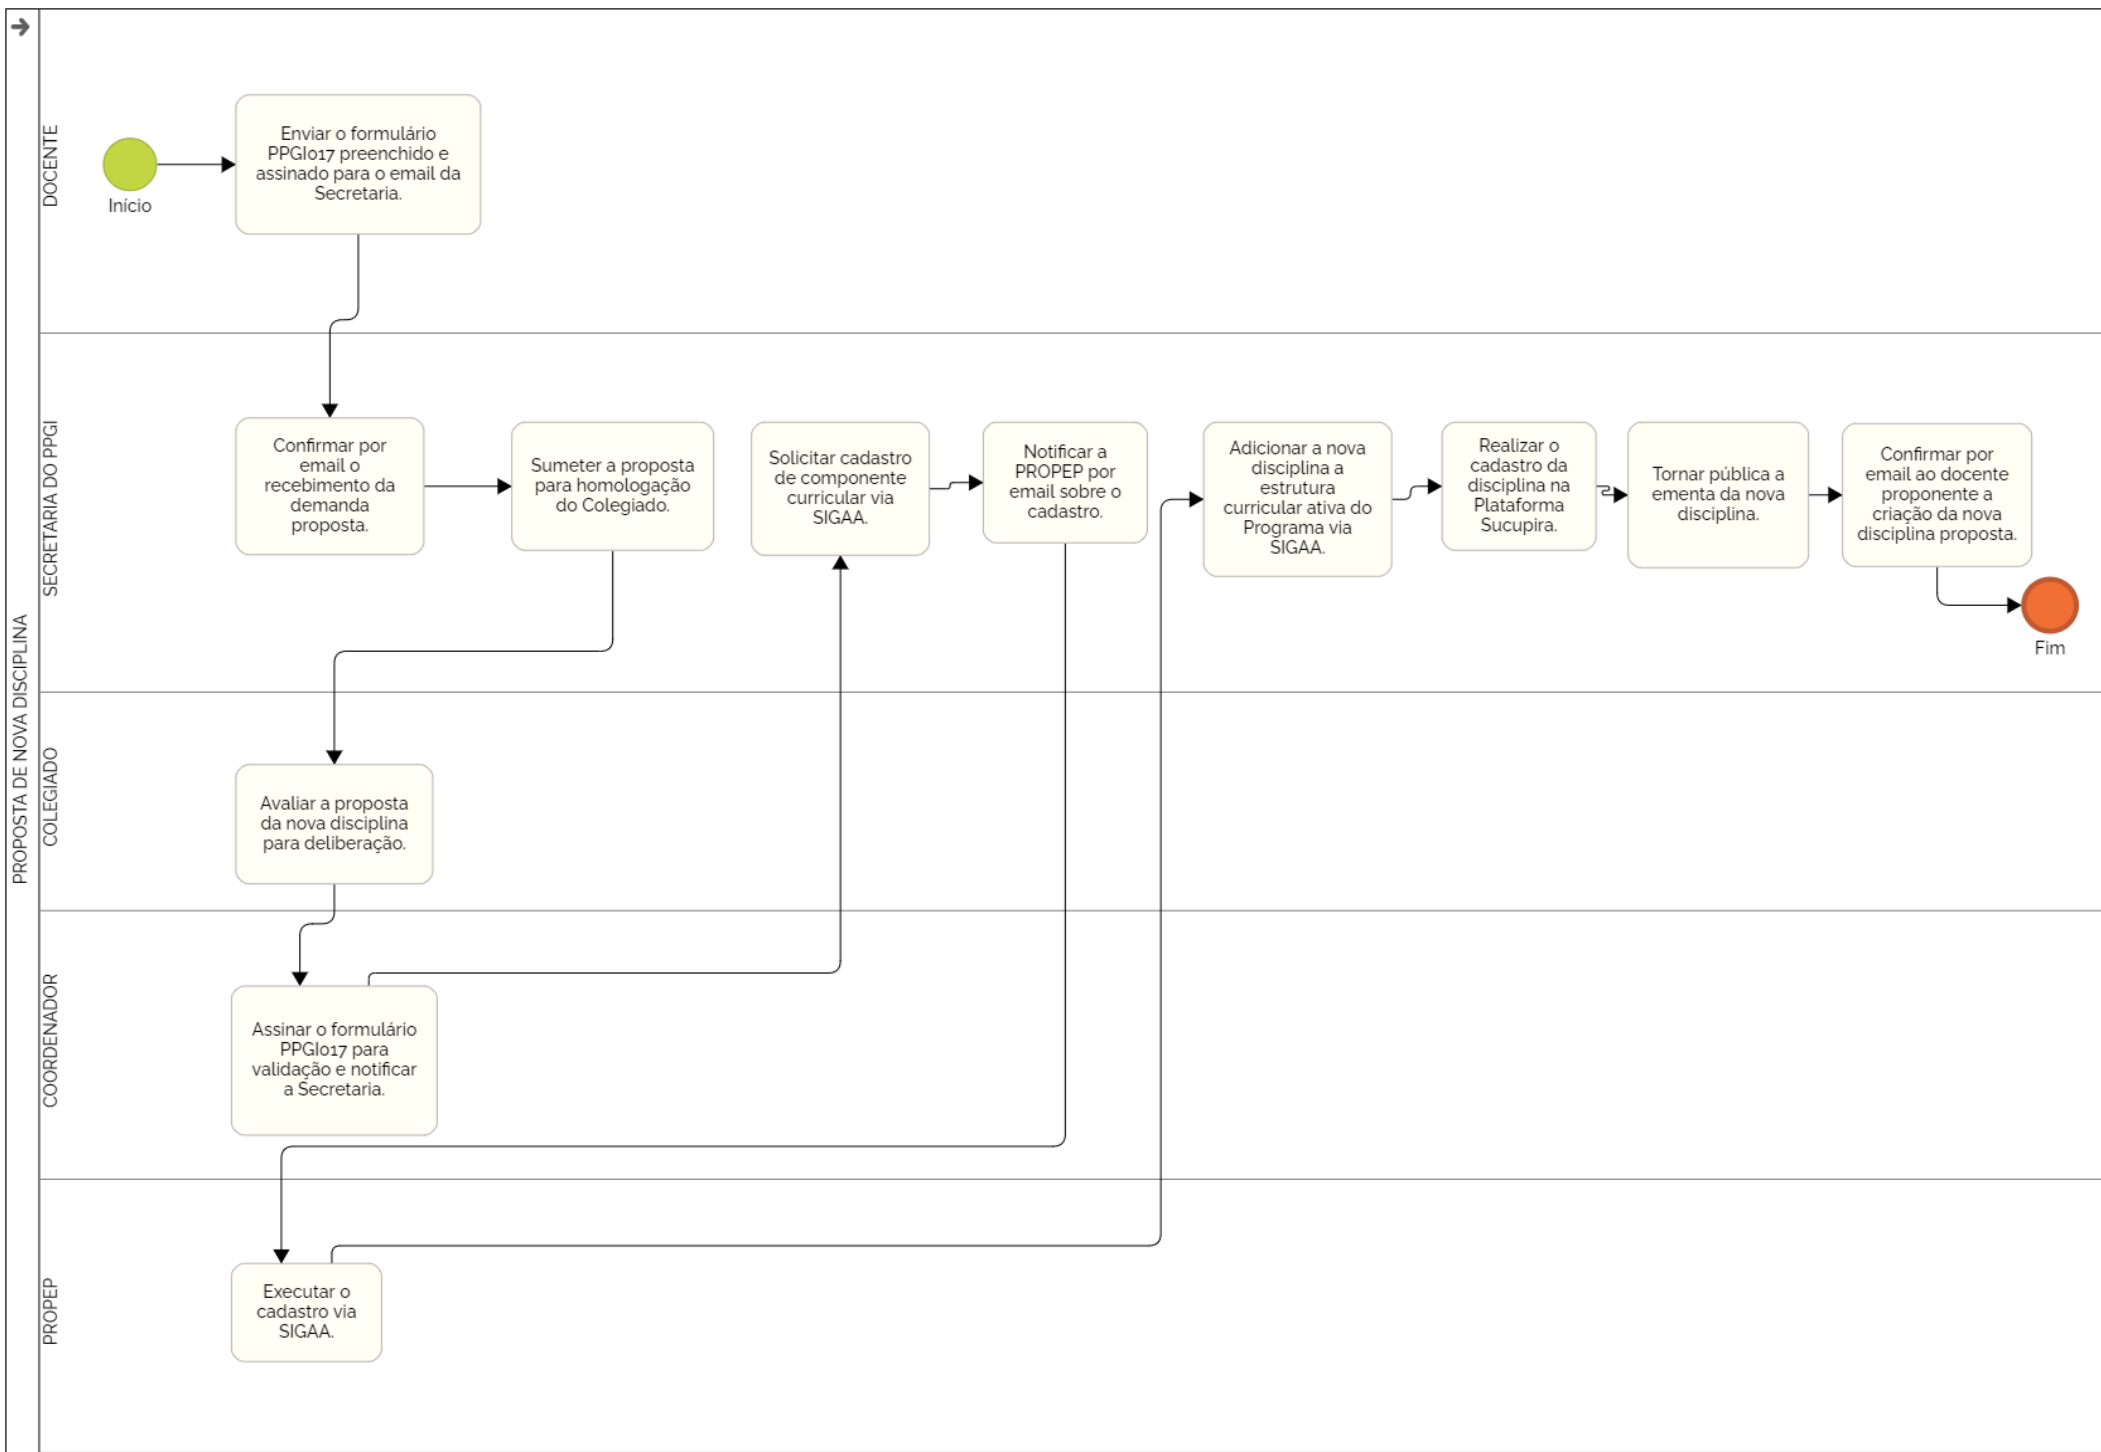 PROPOSTA DE NOVA DISCIPLINA
DOCENTE
Início
Enviar o formulário
PPGI017 preenchido e
assinado para o email da
Secretaria.
SECRETARIA DO PPGI
Confirmar por
email o
recebimento da
demanda
proposta.
Sumeter a proposta
para homologação
do Colegiado.
Solicitar cadastro
de componente
curricular via
SIGAA.
Notificar a
PROPEP por
email sobre o
cadastro.
Adicionar a nova
disciplina a
estrutura
curricular ativa do
Programa via
SIGAA.
Realizar o
cadastro da
disciplina na
Plataforma
Sucupira.
Tornar pública a
ementa da nova
disciplina.
Confirmar por
email ao docente
proponente a
criação da nova
disciplina proposta.
Fim
COLEGIADO
Avaliar a proposta
da nova disciplina
para deliberação.
COORDENADOR
Assinar o formulário
PPGI017 para
validação e notificar
a Secretaria.
PROPEP
Executar o
cadastro via
SIGAA.